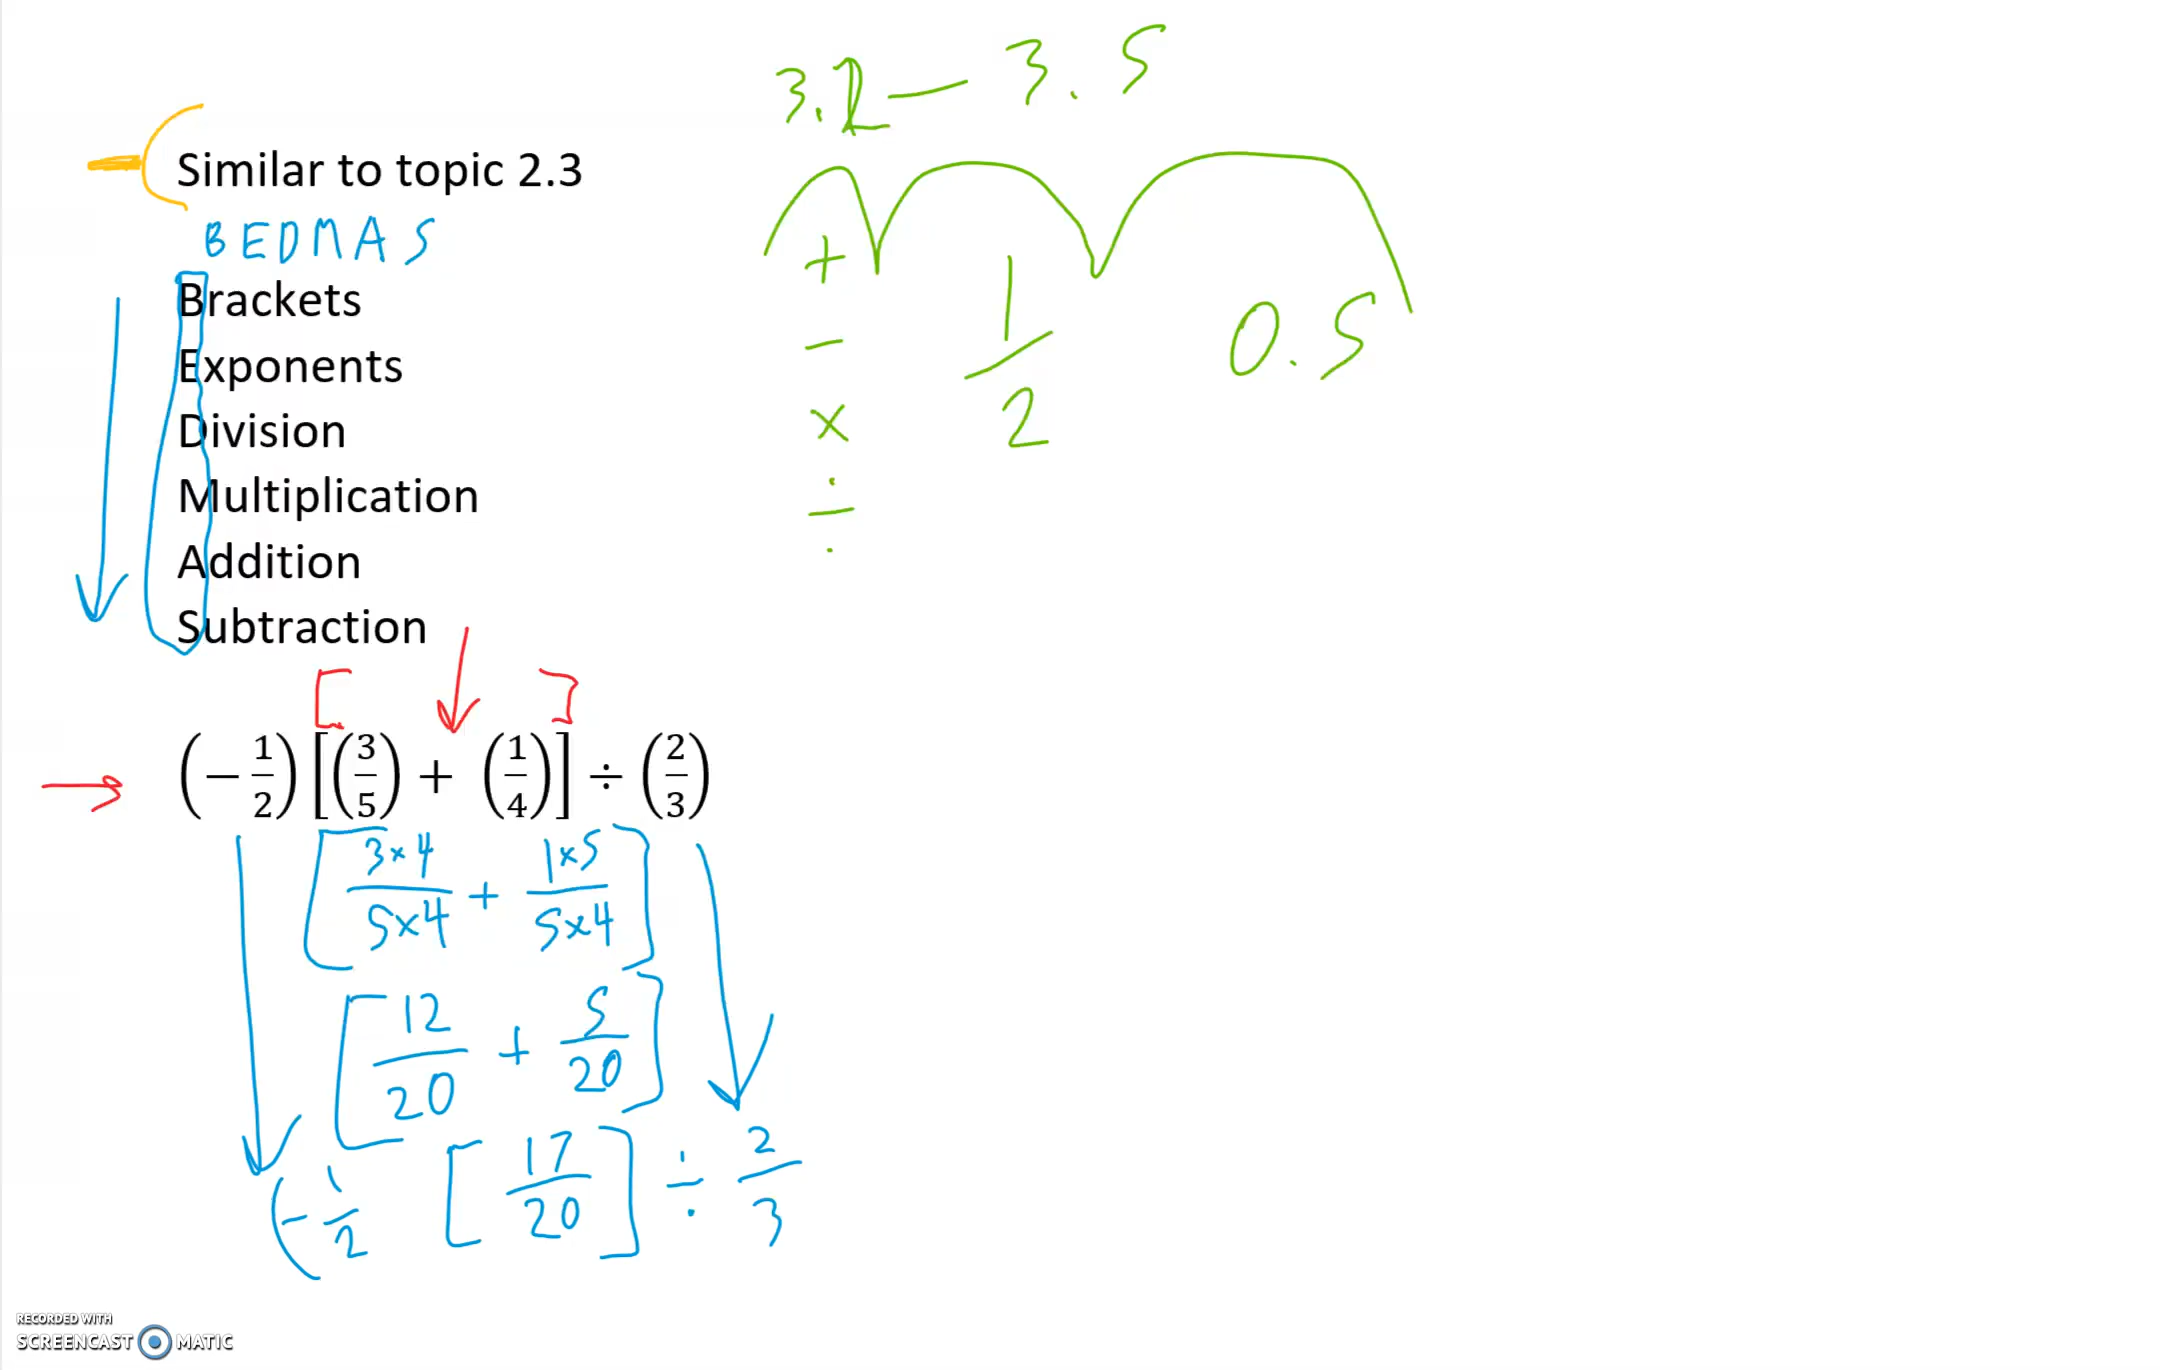 3.2 — 3.5
Similar to topic 2.3
BEDMAS
Brackets
Exponents
Division
Multiplication
Addition
Subtraction
+
−
×
÷
1/2
0.5
[ ]
(−1/2)[(3/5) + (1/4)] ÷ (2/3)
[3×4/5×4 + 1×5/5×4]
[12/20 + 5/20]
(−1/2 [17/20] ÷ 2/3
RECORDED WITH
SCREENCAST MATIC